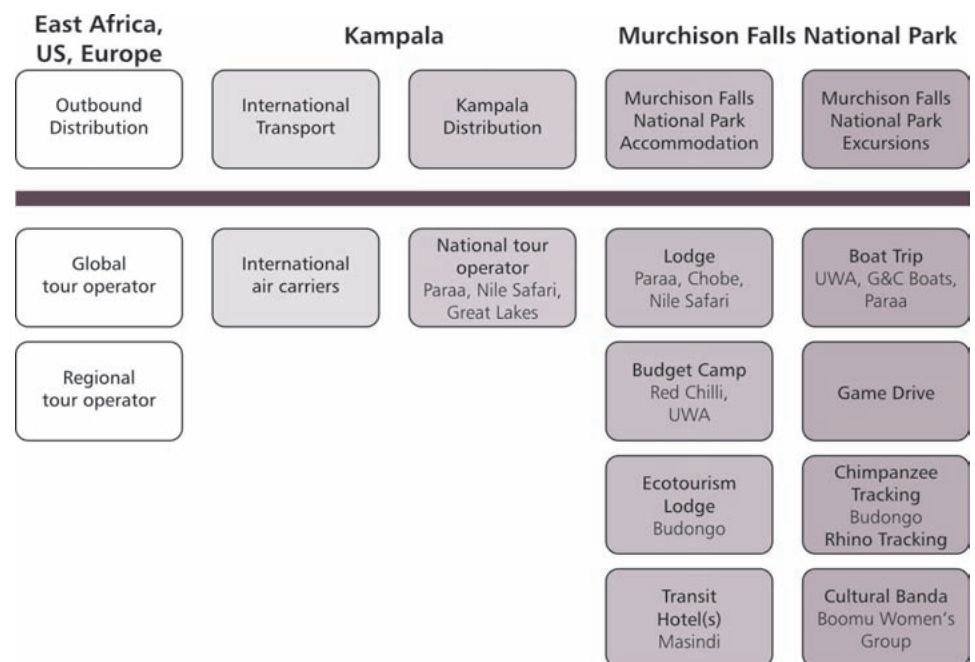 East Africa,
US, Europe
Kampala
Murchison Falls National Park
Outbound
Distribution
International
Transport
Kampala
Distribution
Murchison Falls
National Park
Accommodation
Murchison Falls
National Park
Excursions
Global
tour operator
International
air carriers
National tour
operator
Paraa, Nile Safari,
Great Lakes
Lodge
Paraa, Chobe,
Nile Safari
Boat Trip
UWA, G&C Boats,
Paraa
Regional
tour operator
Budget Camp
Red Chilli,
UWA
Game Drive
Ecotourism
Lodge
Budongo
Chimpanzee
Tracking
Budongo
Rhino Tracking
Transit
Hotel(s)
Masindi
Cultural Banda
Boomu Women's
Group